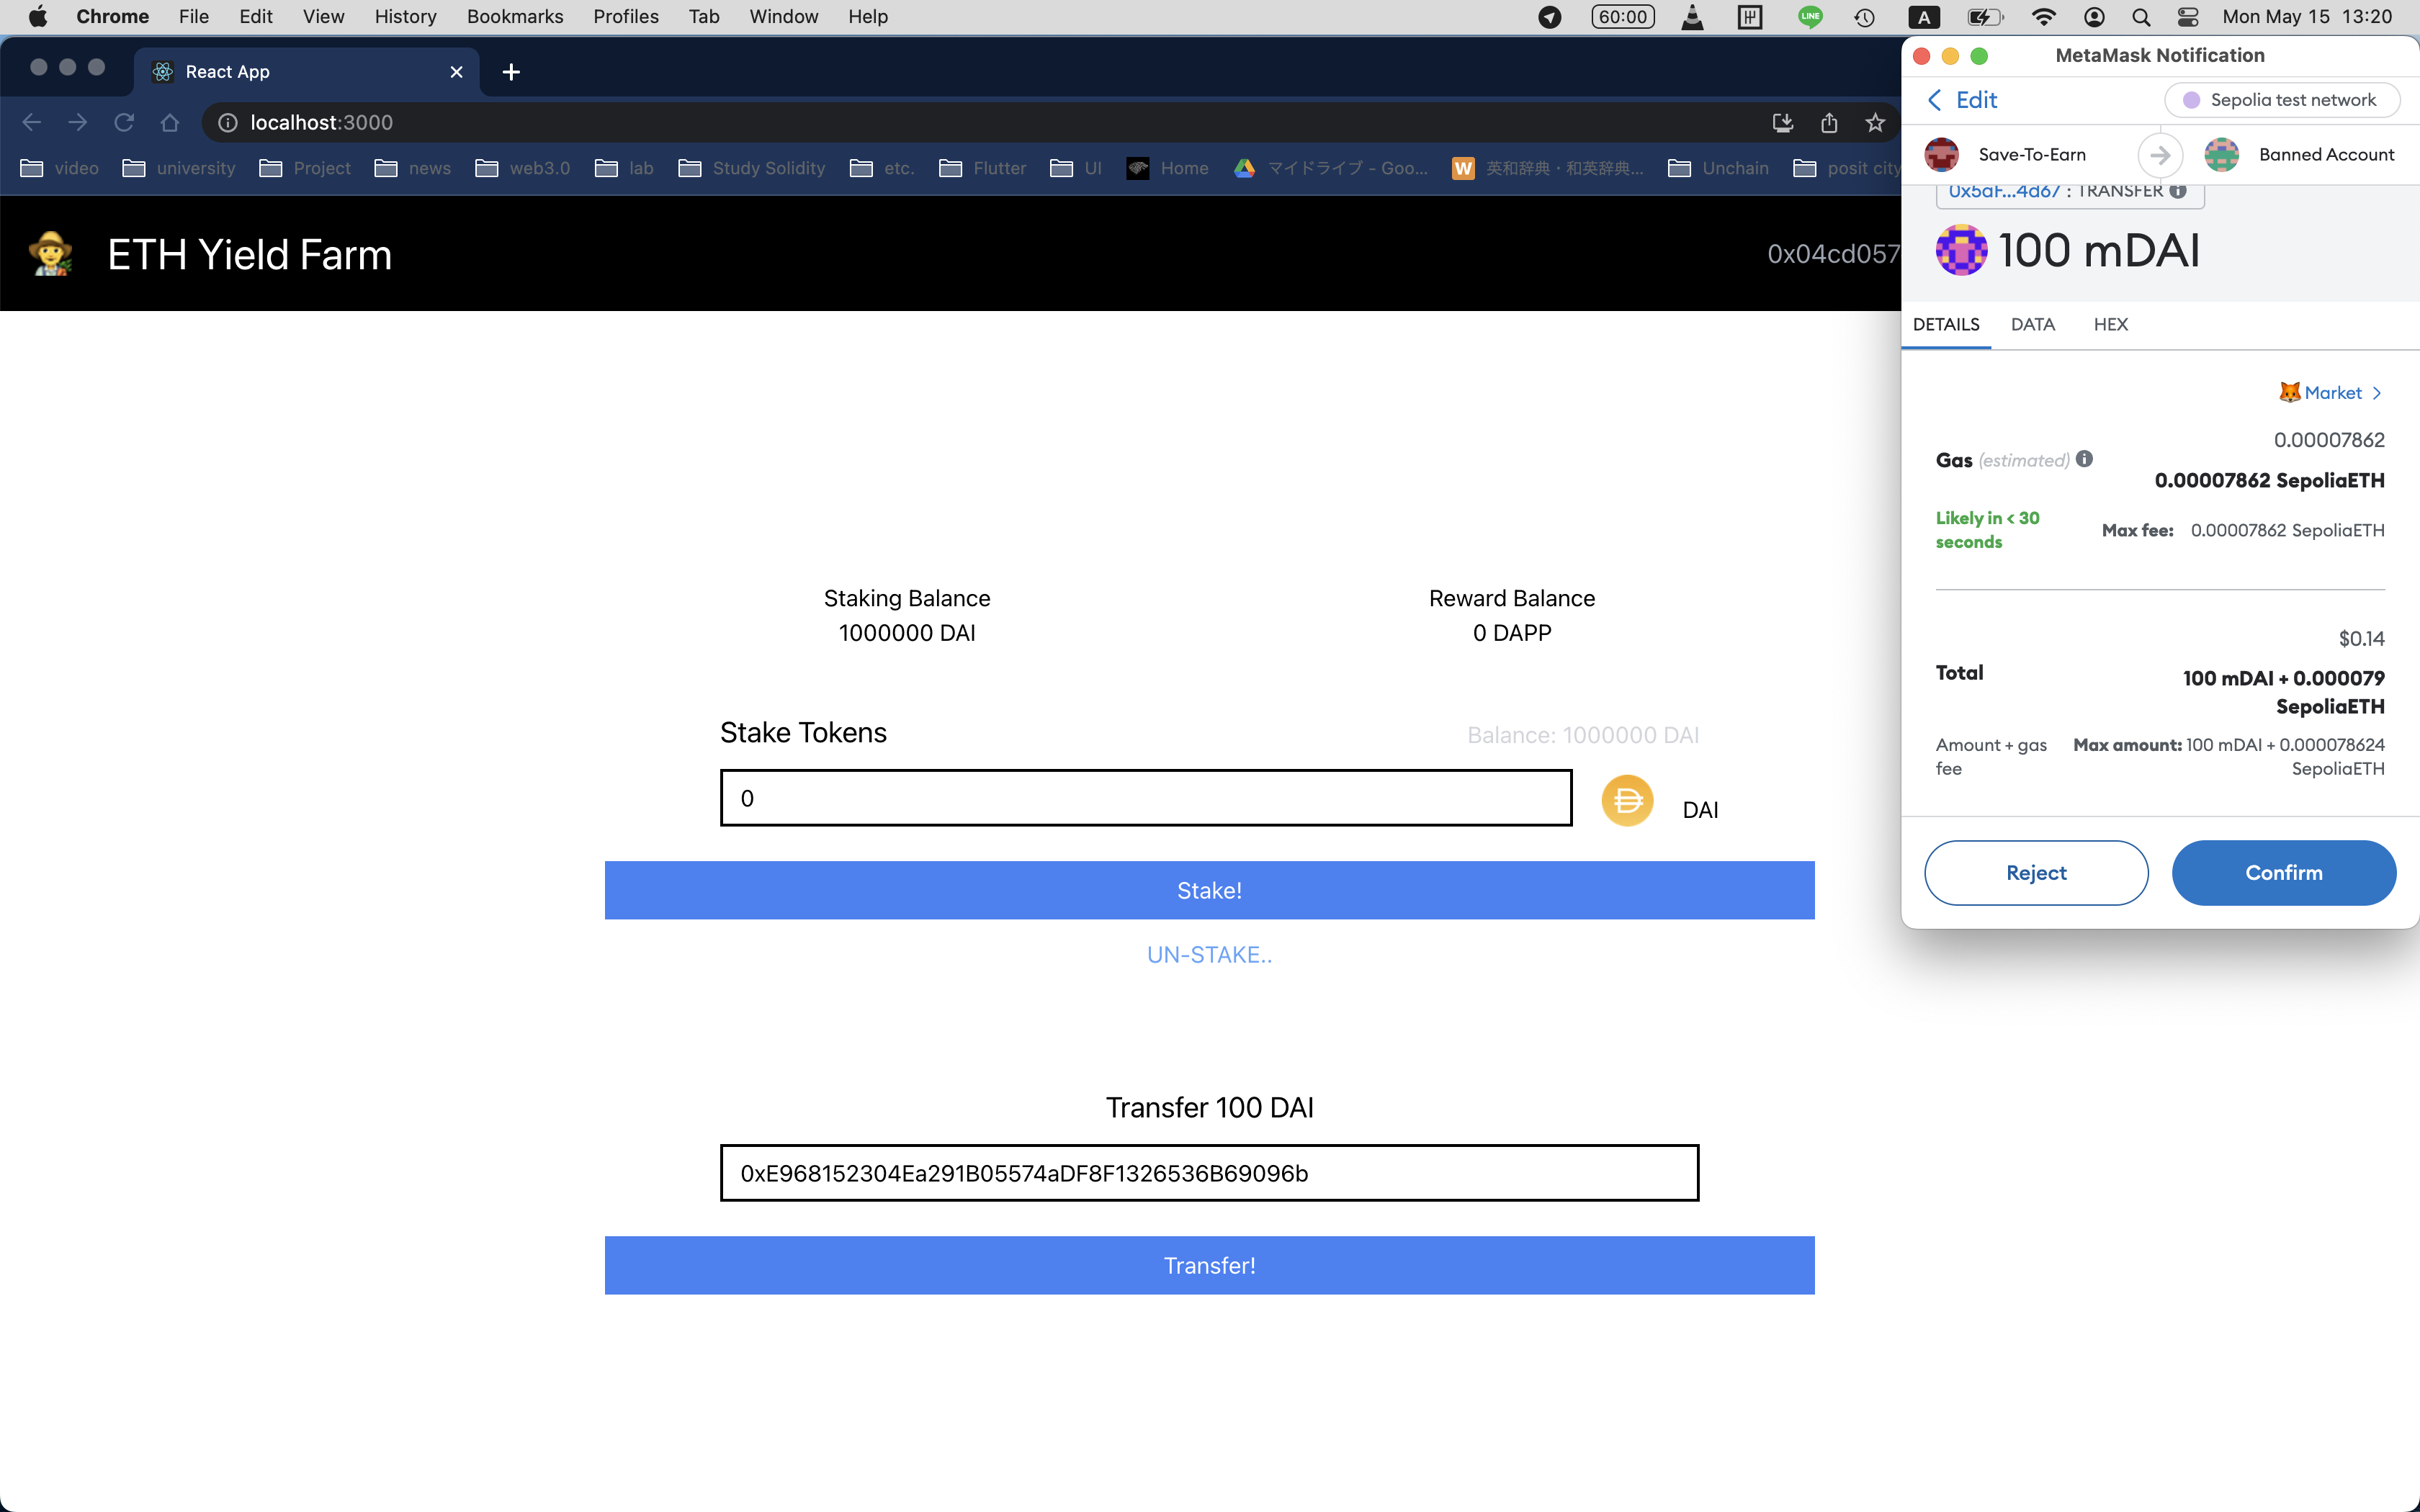 Chrome File Edit View History Bookmarks Profiles Tab Window Help 60:00 LINE A Mon May 15 13:20
React App
localhost:3000
video university Project news web3.0 lab Study Solidity etc. Flutter UI Home マイドライブ - Goo... W 英和辞典・和英辞典... Unchain posit city
ETH Yield Farm
0x04cd057
Staking Balance
1000000 DAI
Reward Balance
0 DAPP
Stake Tokens
Balance: 1000000 DAI
0
DAI
Stake!
UN-STAKE..
Transfer 100 DAI
0xE968152304Ea291B05574aDF8F1326536B69096b
Transfer!
MetaMask Notification
Edit
Sepolia test network
Save-To-Earn
Banned Account
0x5aF...4d67 : TRANSFER
100 mDAI
DETAILS DATA HEX
Market >
0.00007862
Gas (estimated)
0.00007862 SepoliaETH
Likely in < 30
seconds
Max fee: 0.00007862 SepoliaETH
$0.14
Total
100 mDAI + 0.000079
SepoliaETH
Amount + gas
fee
Max amount: 100 mDAI + 0.000078624
SepoliaETH
Reject
Confirm